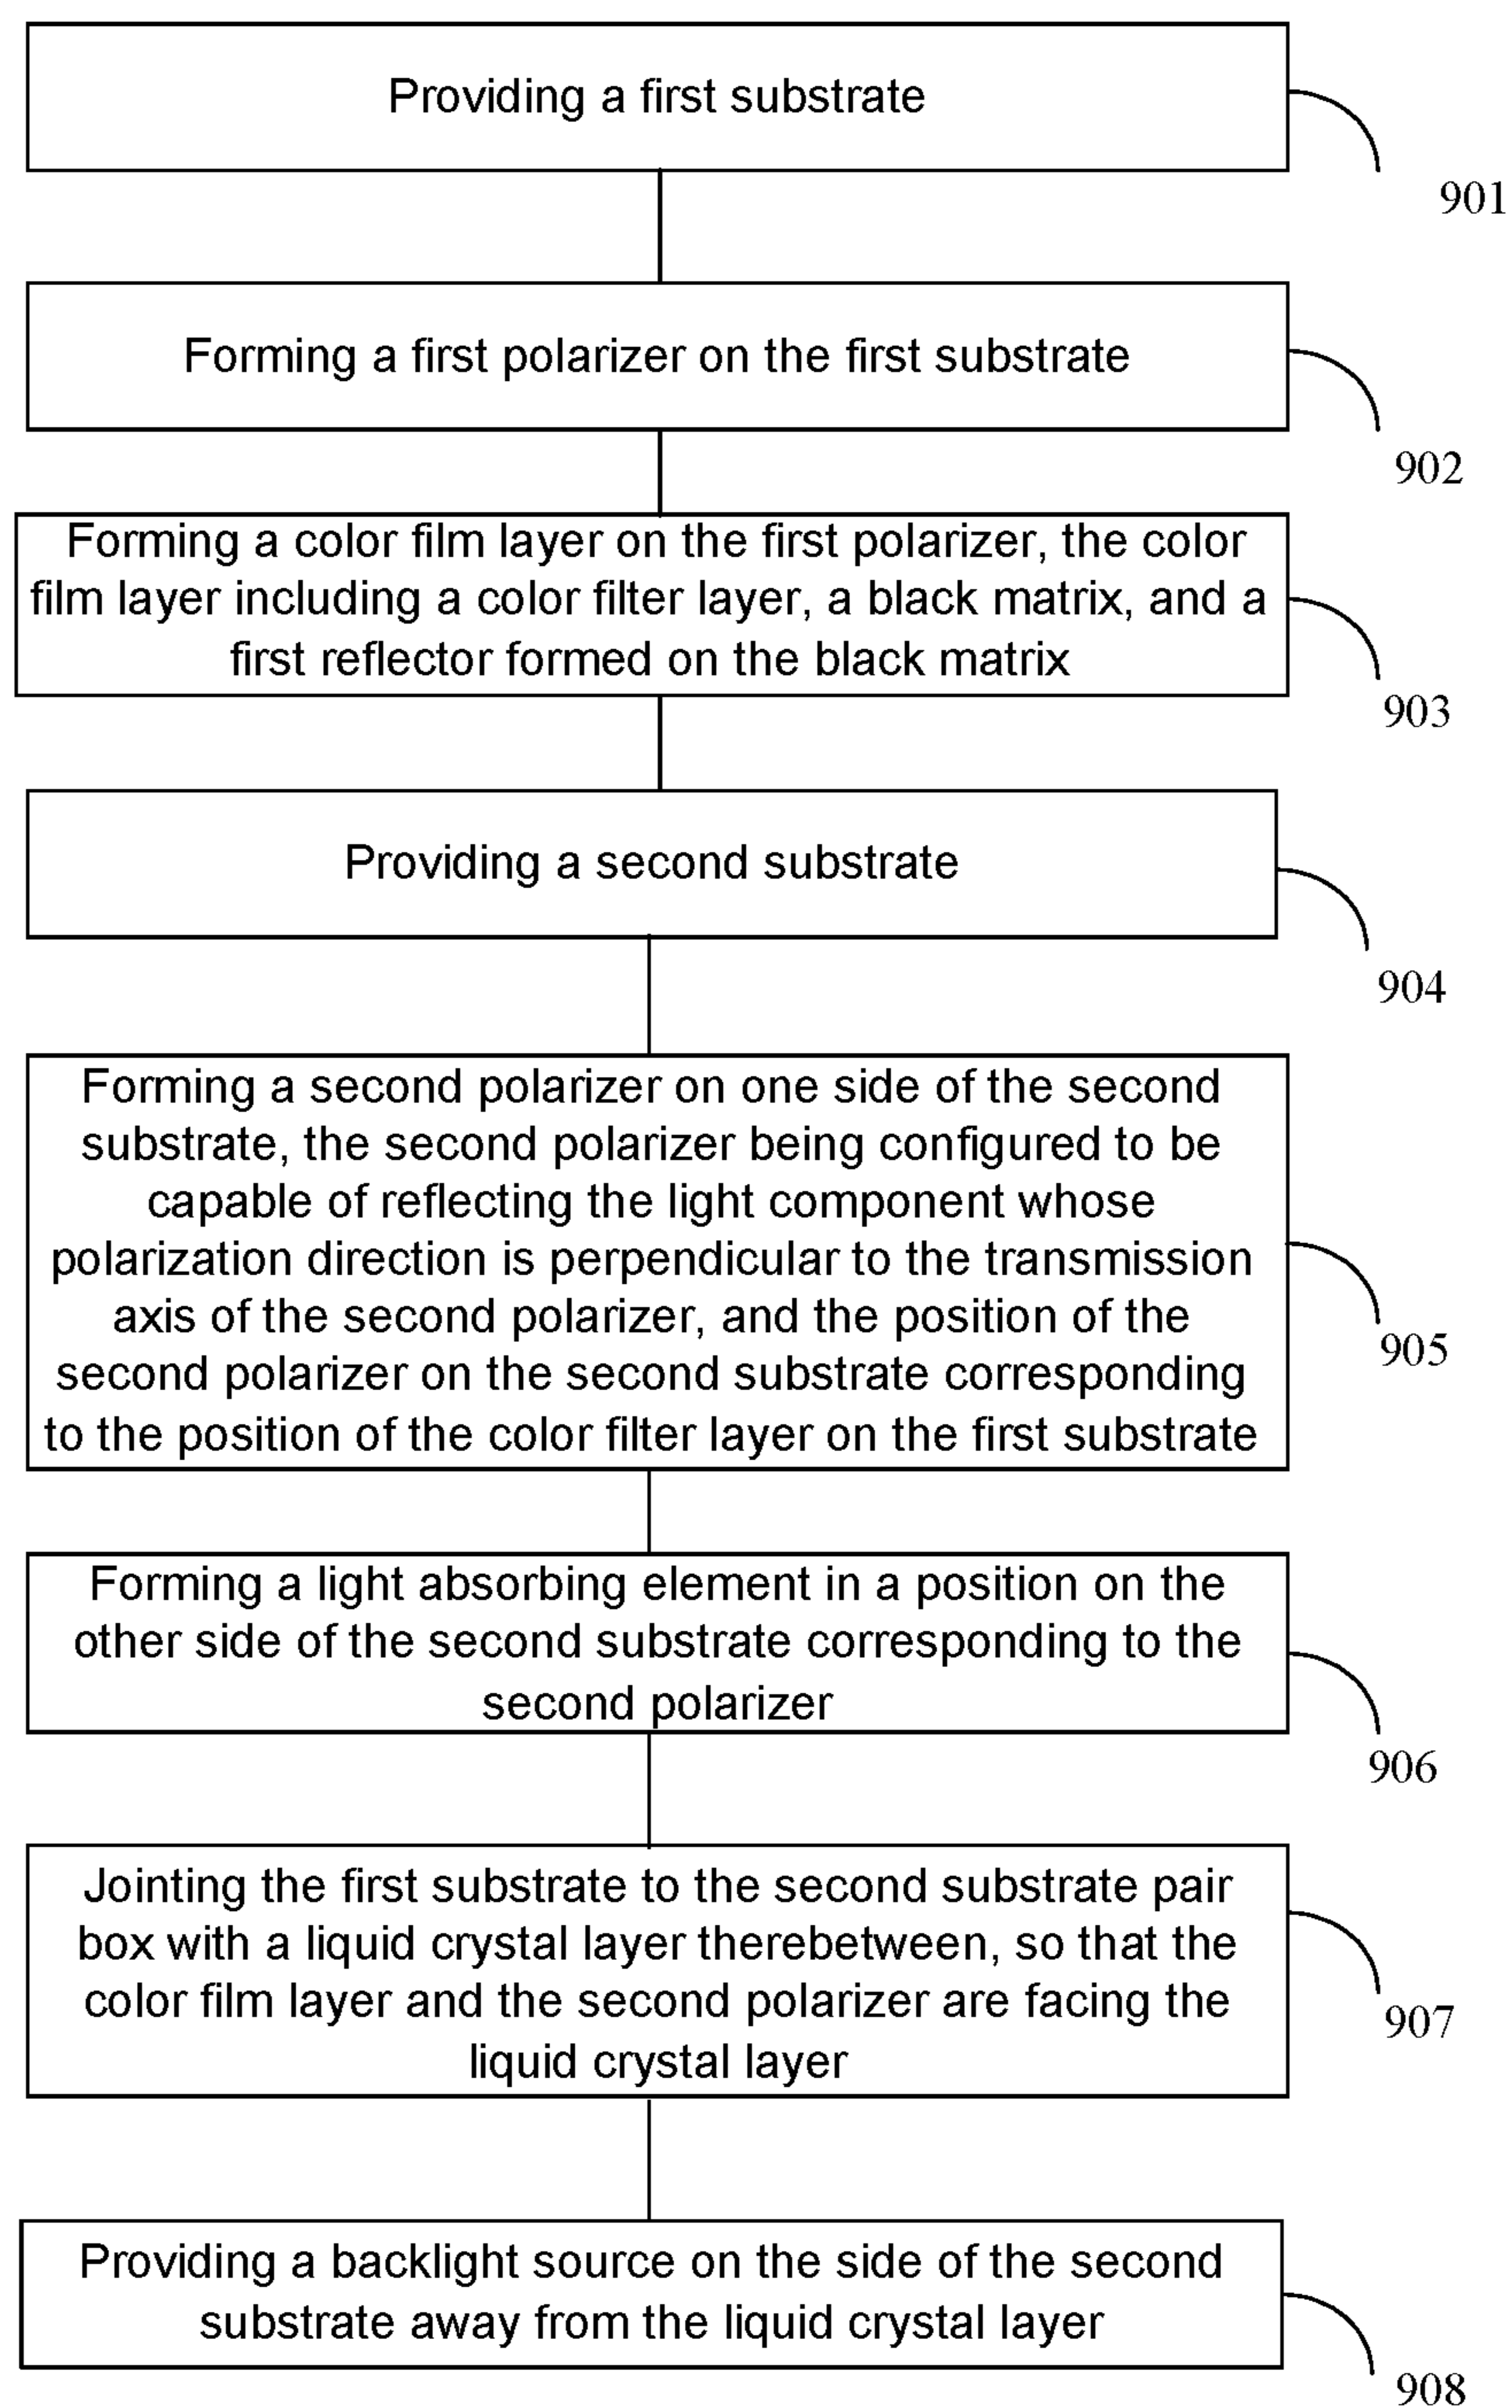 Providing a first substrate
901
Forming a first polarizer on the first substrate
902
Forming a color film layer on the first polarizer, the color
film layer including a color filter layer, a black matrix, and a
first reflector formed on the black matrix
903
Providing a second substrate
904
Forming a second polarizer on one side of the second
substrate, the second polarizer being configured to be
capable of reflecting the light component whose
polarization direction is perpendicular to the transmission
axis of the second polarizer, and the position of the
second polarizer on the second substrate corresponding
to the position of the color filter layer on the first substrate
905
Forming a light absorbing element in a position on the
other side of the second substrate corresponding to the
second polarizer
906
Jointing the first substrate to the second substrate pair
box with a liquid crystal layer therebetween, so that the
color film layer and the second polarizer are facing the
liquid crystal layer
907
Providing a backlight source on the side of the second
substrate away from the liquid crystal layer
908